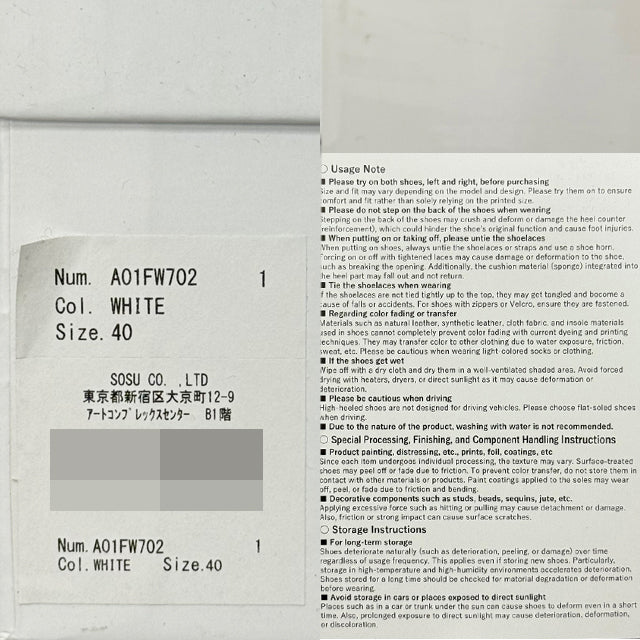 Num. A01FW702 1
Col. WHITE
Size. 40
SOSU CO. ,LTD
東京都新宿区大京町12-9
アートコンプレックスセンター B1階
Num. A01FW702 1
Col. WHITE Size. 40
○ Usage Note
■ Please try on both shoes, left and right, before purchasing
Size and fit may vary depending on the model and design. Please try them on to ensure
comfort and fit rather than solely relying on the printed size.
■ Please do not step on the back of the shoes when wearing
Stepping on the back of the shoes may crush and deform or damage the heel counter
(reinforcement), which could hinder the shoe's original function and cause foot injuries.
■ When putting on or taking off, please untie the shoelaces
When putting on shoes, always untie the shoelaces or straps and use a shoe horn.
Forcing on or off with tightened laces may cause damage or deformation to the shoe,
such as breaking the opening. Additionally, the cushion material (sponge) integrated into
the heel part may fall out and not return.
■ Tie the shoelaces when wearing
If the shoelaces are not tied tightly up to the top, they may get tangled and become a
cause of falls or accidents. For shoes with zippers or Velcro, ensure they are fastened.
■ Regarding color fading or transfer
Materials such as natural leather, synthetic leather, cloth fabric, and insole materials
used in shoes cannot completely prevent color fading with current dyeing and printing
techniques. They may transfer color to other clothing due to water exposure, friction,
sweat, etc. Please be cautious when wearing light-colored socks or clothing.
■ If the shoes get wet
Wipe off with a dry cloth and dry them in a well-ventilated shaded area. Avoid forced
drying with heaters, dryers, or direct sunlight as it may cause deformation or
deterioration.
■ Please be cautious when driving
High-heeled shoes are not designed for driving vehicles. Please choose flat-soled shoes
when driving.
■ Due to the nature of the product, washing with water is not recommended.
○ Special Processing, Finishing, and Component Handling Instructions
■ Product painting, distressing, etc., prints, foil, coatings, etc
Since each item undergoes individual processing, the texture may vary. Surface-treated
shoes may peel off or fade due to friction. To prevent color transfer, do not store them in
contact with other materials or products. Paint coatings applied to the soles may wear
off, peel, or fade due to friction and bending.
■ Decorative components such as studs, beads, sequins, jute, etc.
Applying excessive force such as hitting or pulling may cause detachment or damage.
Also, friction or strong impact can cause surface scratches.
○ Storage Instructions
■ For long-term storage
Shoes deteriorate naturally (such as deterioration, peeling, or damage) over time
regardless of usage frequency. This applies even if storing new shoes. Particularly,
storage in high-temperature and high-humidity environments accelerates deterioration.
Shoes stored for a long time should be checked for material degradation or deformation
before wearing.
■ Avoid storage in cars or places exposed to direct sunlight
Places such as in a car or trunk under the sun can cause shoes to deform even in a short
time. Also, prolonged exposure to direct sunlight may cause deterioration, deformation,
or discoloration.